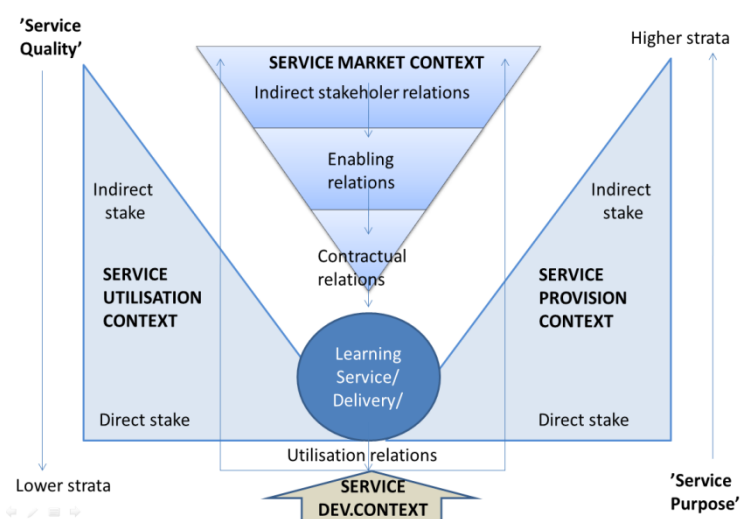 ’Service
Quality’
Higher strata
SERVICE MARKET CONTEXT
Indirect stakeholer relations
Enabling
relations
Indirect
stake
Indirect
stake
Contractual
relations
SERVICE
UTILISATION
CONTEXT
SERVICE
PROVISION
CONTEXT
Learning
Service/
Delivery/
Direct stake
Direct stake
Utilisation relations
Lower strata
SERVICE
DEV.CONTEXT
’Service
Purpose’